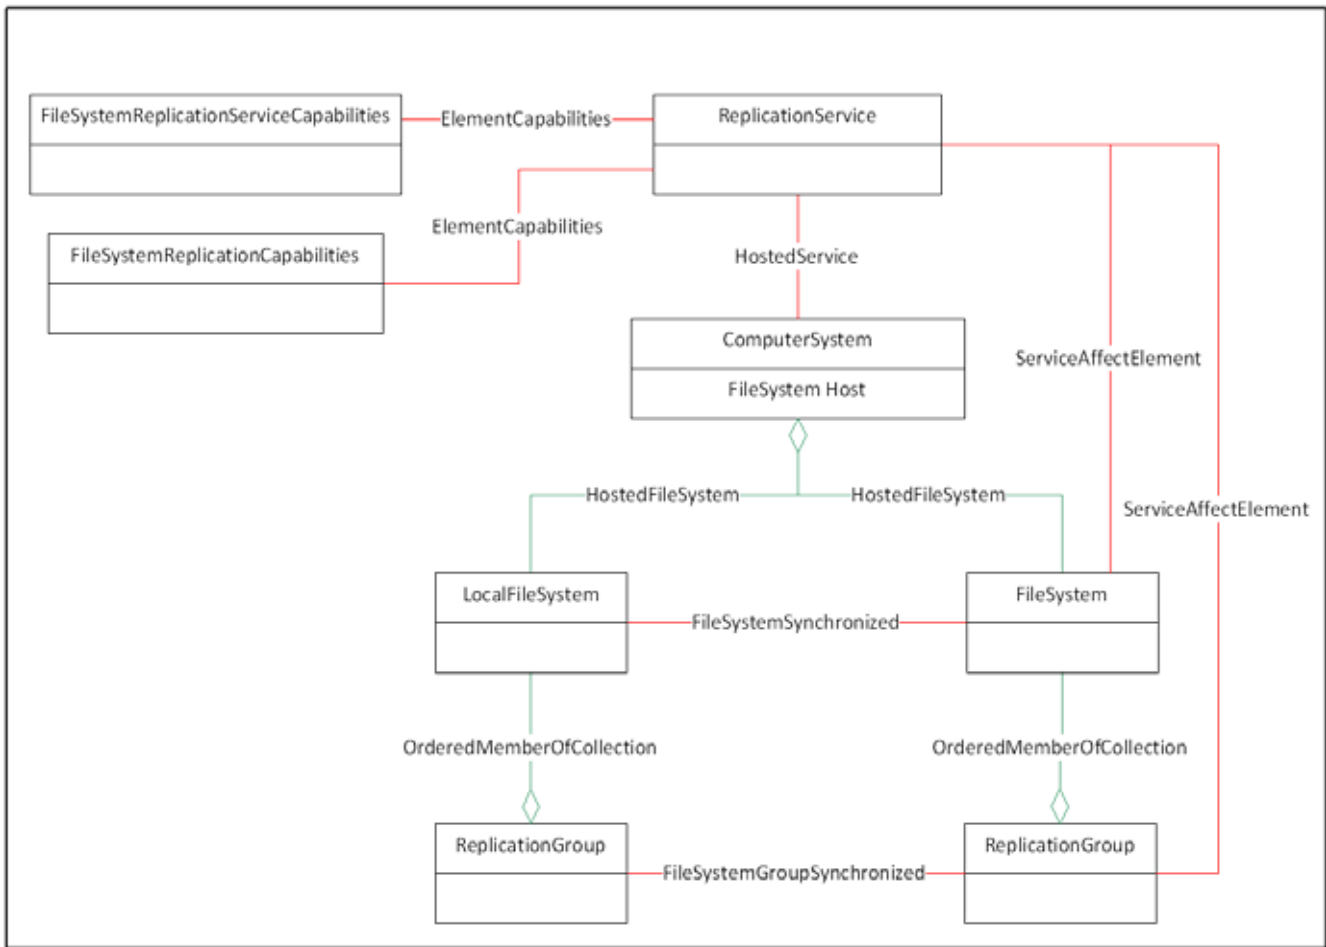 FileSystemReplicationServiceCapabilities
ElementCapabilities
ReplicationService
ElementCapabilities
FileSystemReplicationCapabilities
HostedService
ComputerSystem
FileSystem Host
ServiceAffectElement
HostedFileSystem
HostedFileSystem
ServiceAffectElement
LocalFileSystem
FileSystem
FileSystemSynchronized
OrderedMemberOfCollection
OrderedMemberOfCollection
ReplicationGroup
ReplicationGroup
FileSystemGroupSynchronized